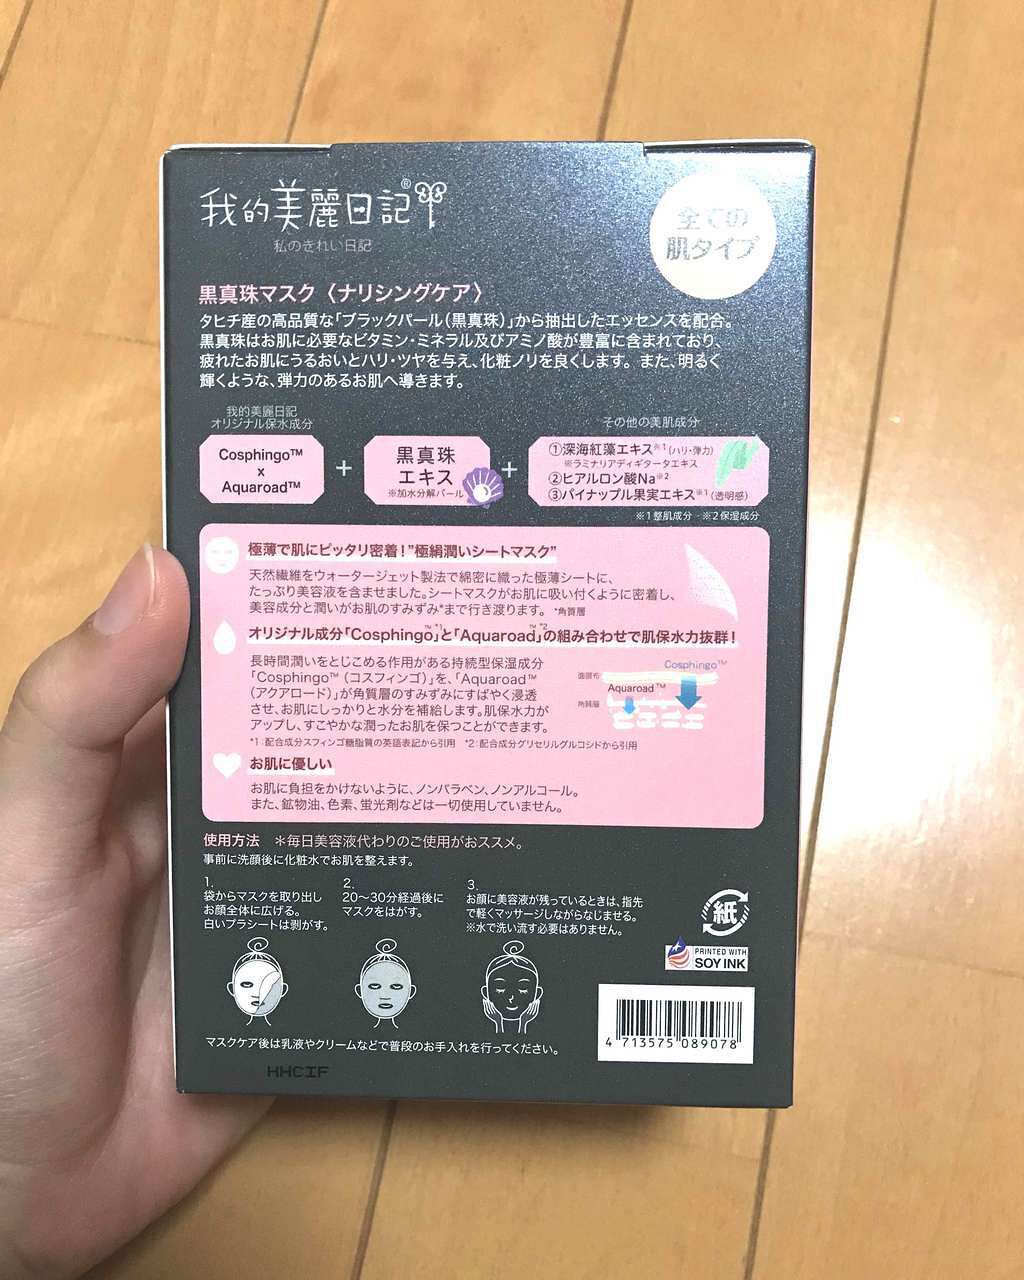 我的美麗日記®
私のきれい日記
全ての
肌タイプ
黒真珠マスク〈ナリシングケア〉
タヒチ産の高品質な「ブラックパール(黒真珠)」から抽出したエッセンスを配合。
黒真珠はお肌に必要なビタミン・ミネラル及びアミノ酸が豊富に含まれており、
疲れたお肌にうるおいとハリ・ツヤを与え、化粧ノリを良くします。また、明るく
輝くような、弾力のあるお肌へ導きます。
我的美麗日記
オリジナル保水成分
Cosphingo™
x
Aquaroad™
+
黒真珠
エキス
※加水分解パール
+
その他の美肌成分
①深海紅藻エキス※1(ハリ・弾力)
※ラミナリアディギタータエキス
②ヒアルロン酸Na※2
③パイナップル果実エキス※1(透明感)
※1整肌成分・※2保湿成分
極薄で肌にピッタリ密着!"極絹潤いシートマスク"
天然繊維をウォータージェット製法で綿密に織った極薄シートに、
たっぷり美容液を含ませました。シートマスクがお肌に吸い付くように密着し、
美容成分と潤いがお肌のすみずみ*まで行き渡ります。 *角質層
オリジナル成分「Cosphingo™」*1と「Aquaroad™」*2の組み合わせで肌保水力抜群!
長時間潤いをとじこめる作用がある持続型保湿成分
「Cosphingo™(コスフィンゴ)」を、「Aquaroad™
(アクアロード)」が角質層のすみずみにすばやく浸透
させ、お肌にしっかりと水分を補給します。肌保水力が
アップし、すこやかな潤ったお肌を保つことができます。
Cosphingo™
面膜布
Aquaroad™
角質層
*1:配合成分スフィンゴ糖脂質の英語表記から引用 *2:配合成分グリセリルグルコシドから引用
お肌に優しい
お肌に負担をかけないように、ノンパラベン、ノンアルコール。
また、鉱物油、色素、蛍光剤などは一切使用していません。
使用方法 *毎日美容液代わりのご使用がおススメ。
事前に洗顔後に化粧水でお肌を整えます。
1.
袋からマスクを取り出し
お顔全体に広げる。
白いプラシートは剥がす。
2.
20〜30分経過後に
マスクをはがす。
3.
お顔に美容液が残っているときは、指先
で軽くマッサージしながらなじませる。
※水で洗い流す必要はありません。
紙
PRINTED WITH
SOY INK
4 713575 089078
マスクケア後は乳液やクリームなどで普段のお手入れを行ってください。
HHCIF